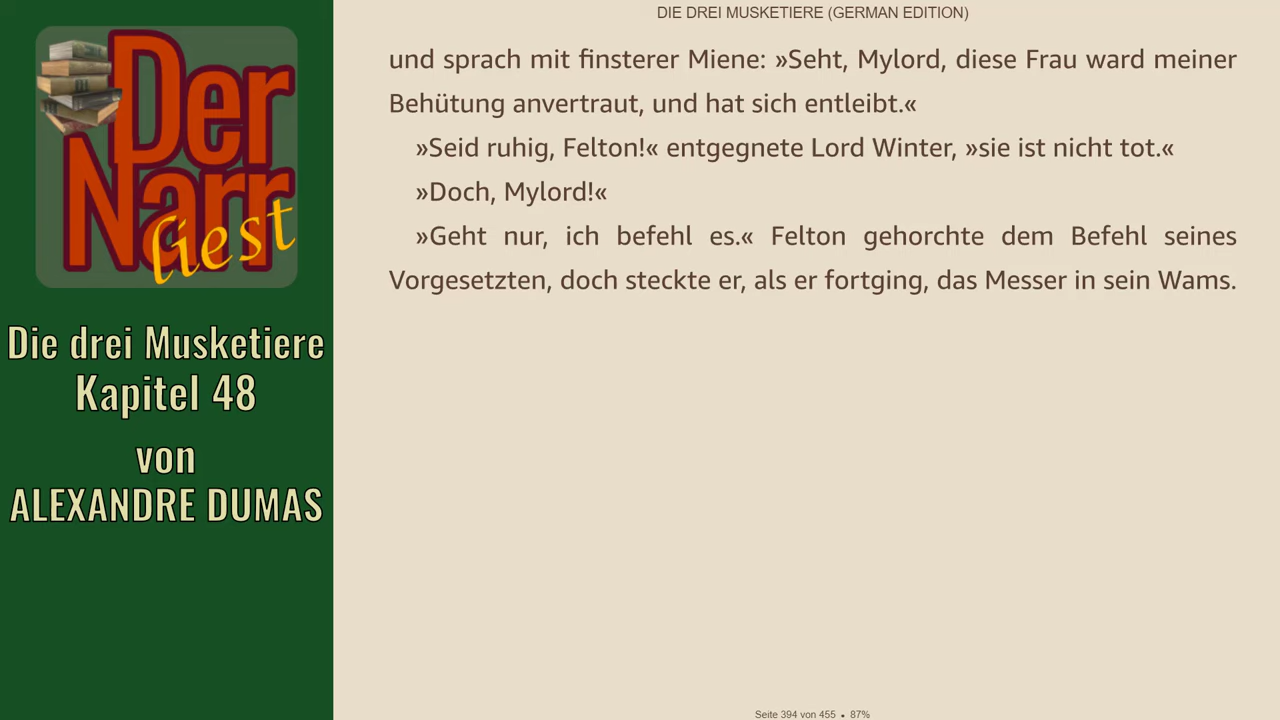 Der
Narr
liest
Die drei Musketiere
Kapitel 48
von
ALEXANDRE DUMAS
DIE DREI MUSKETIERE (GERMAN EDITION)
und sprach mit finsterer Miene: »Seht, Mylord, diese Frau ward meiner
Behütung anvertraut, und hat sich entleibt.«
»Seid ruhig, Felton!« entgegnete Lord Winter, »sie ist nicht tot.«
»Doch, Mylord!«
»Geht nur, ich befehl es.« Felton gehorchte dem Befehl seines
Vorgesetzten, doch steckte er, als er fortging, das Messer in sein Wams.
Seite 394 von 455 • 87%